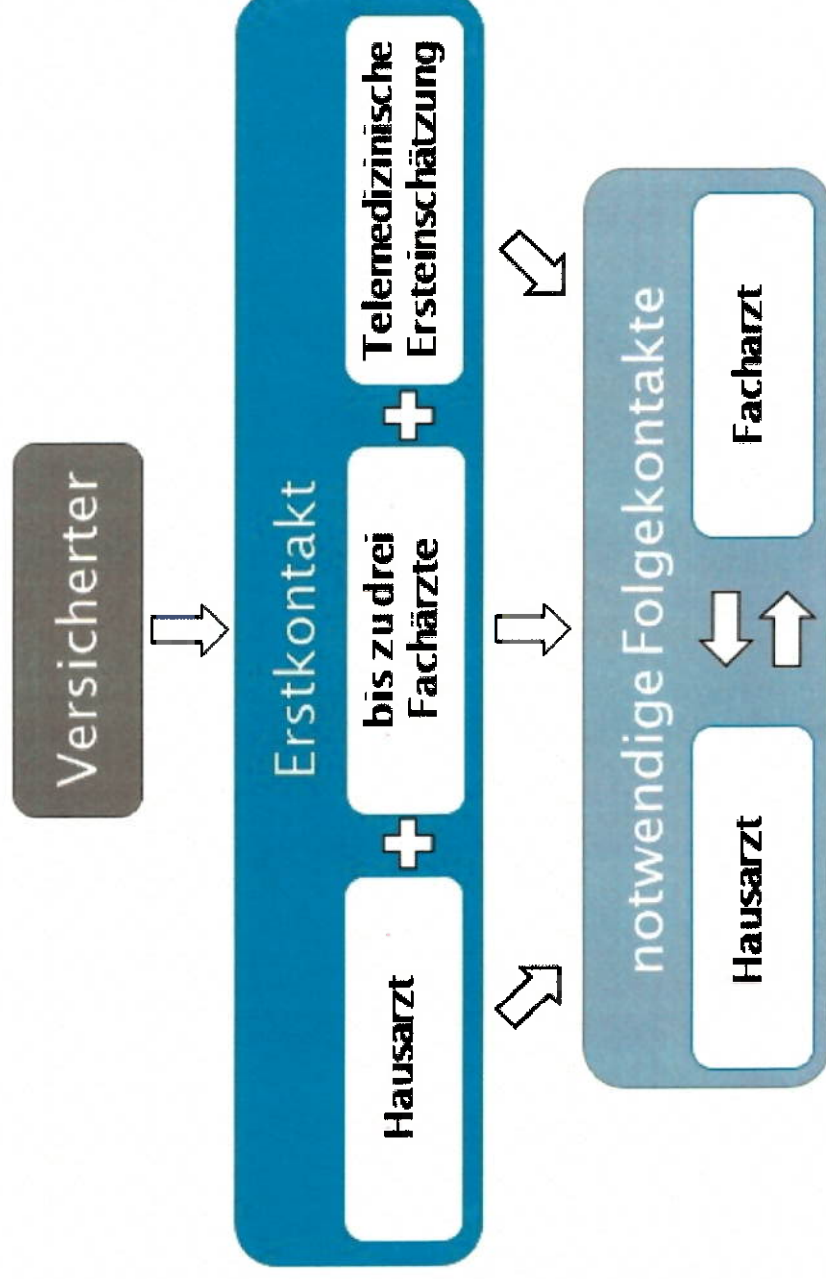 Versicherter
Erstkontakt
Hausarzt
bis zu drei
Fachärzte
Telemedizinische
Ersteinschätzung
notwendige Folgekontakte
Hausarzt
Facharzt